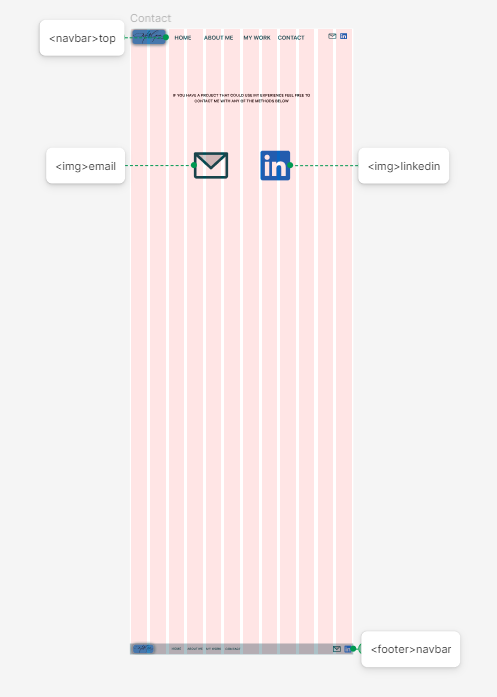 Contact
<navbar>top
HOME ABOUT ME MY WORK CONTACT
in
IF YOU HAVE A PROJECT THAT COULD USE MY EXPERIENCE FEEL FREE TO
CONTACT ME WITH ANY OF THE METHODS BELOW
<img>email
in
<img>linkedin
HOME ABOUT ME MY WORK CONTACT
in
<footer>navbar